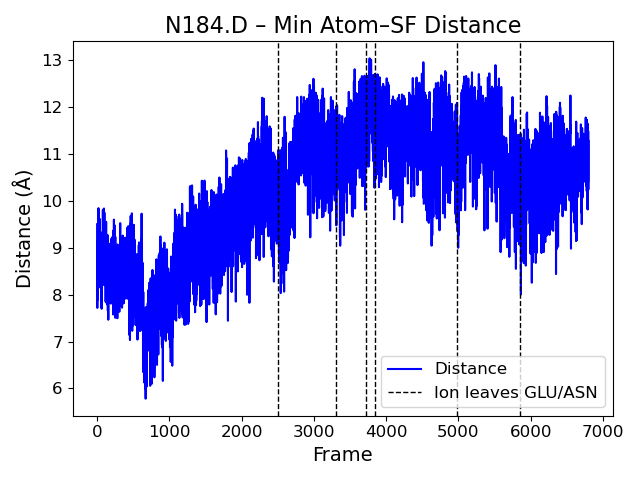 N184.D – Min Atom–SF Distance
13
12
11
10
9
8
7
6
Distance (Å)
Distance
Ion leaves GLU/ASN
0 1000 2000 3000 4000 5000 6000 7000
Frame